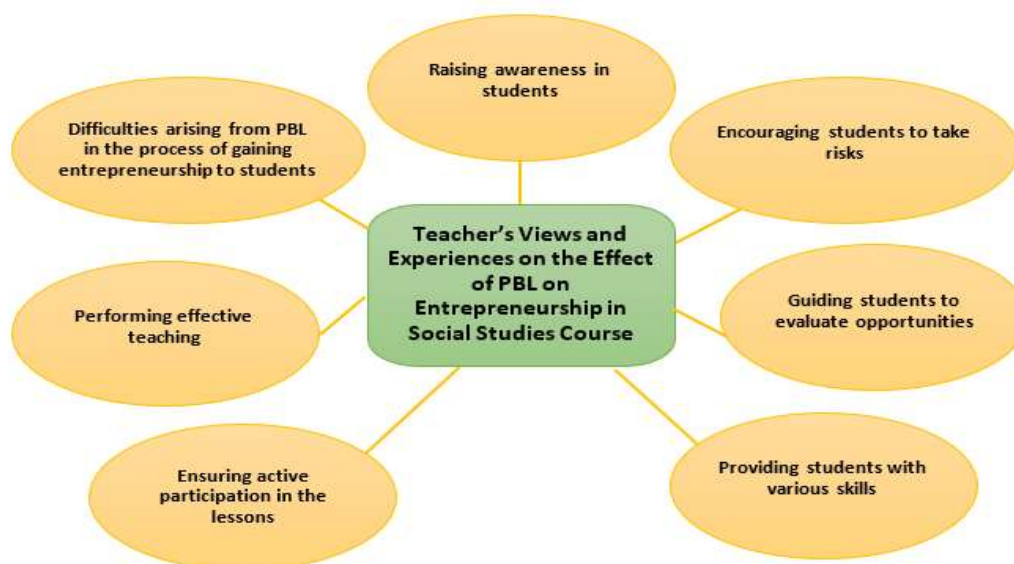 Raising awareness in
students
Difficulties arising from PBL
in the process of gaining
entrepreneurship to students
Encouraging students to take
risks
Teacher's Views and
Experiences on the Effect
of PBL on
Entrepreneurship in
Social Studies Course
Performing effective
teaching
Guiding students to
evaluate opportunities
Ensuring active
participation in the
lessons
Providing students with
various skills